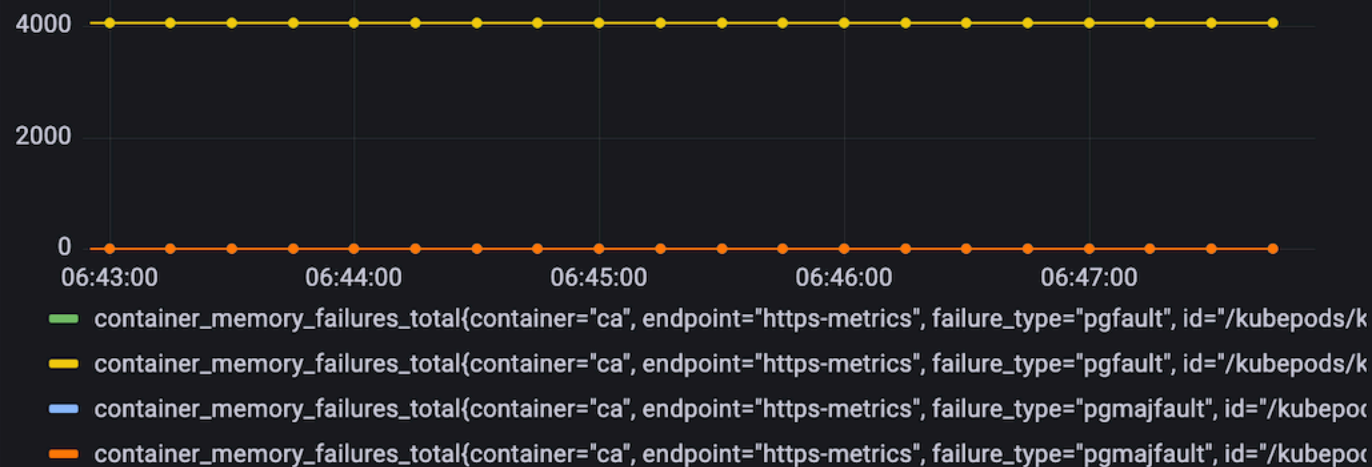 4000
2000
0
06:43:00 06:44:00 06:45:00 06:46:00 06:47:00
container_memory_failures_total{container="ca", endpoint="https-metrics", failure_type="pgfault", id="/kubepods/k
container_memory_failures_total{container="ca", endpoint="https-metrics", failure_type="pgfault", id="/kubepods/k
container_memory_failures_total{container="ca", endpoint="https-metrics", failure_type="pgmajfault", id="/kubepo
container_memory_failures_total{container="ca", endpoint="https-metrics", failure_type="pgmajfault", id="/kubepo